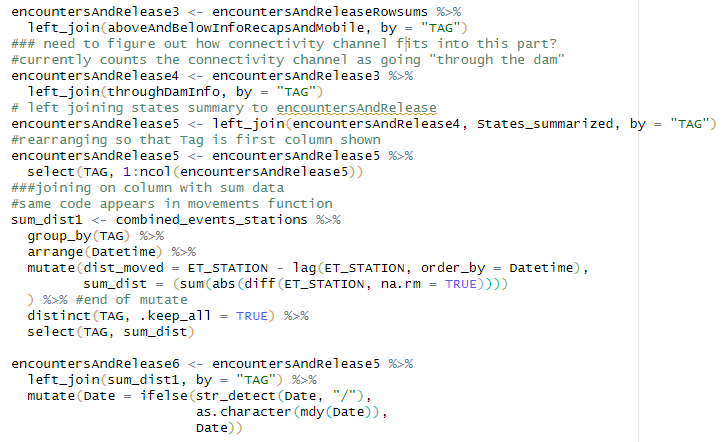 encountersAndRelease3 <- encountersAndReleaseRowsums %>%
  left_join(aboveAndBelowInfoRecapsAndMobile, by = "TAG")
### need to figure out how connectivity channel fits into this part?
#currently counts the connectivity channel as going "through the dam"
encountersAndRelease4 <- encountersAndRelease3 %>%
  left_join(throughDamInfo, by = "TAG")
# left joining states summary to encountersAndRelease
encountersAndRelease5 <- left_join(encountersAndRelease4, States_summarized, by = "TAG")
#rearranging so that Tag is first column shown
encountersAndRelease5 <- encountersAndRelease5 %>%
  select(TAG, 1:ncol(encountersAndRelease5))
###joining on column with sum data
#same code appears in movements function
sum_dist1 <- combined_events_stations %>%
  group_by(TAG) %>%
  arrange(Datetime) %>%
  mutate(dist_moved = ET_STATION - lag(ET_STATION, order_by = Datetime),
         sum_dist = (sum(abs(diff(ET_STATION, na.rm = TRUE))))
  ) %>% #end of mutate
  distinct(TAG, .keep_all = TRUE) %>%
  select(TAG, sum_dist)

encountersAndRelease6 <- encountersAndRelease5 %>%
  left_join(sum_dist1, by = "TAG") %>%
  mutate(Date = ifelse(str_detect(Date, "/"),
                       as.character(mdy(Date)),
                       Date))